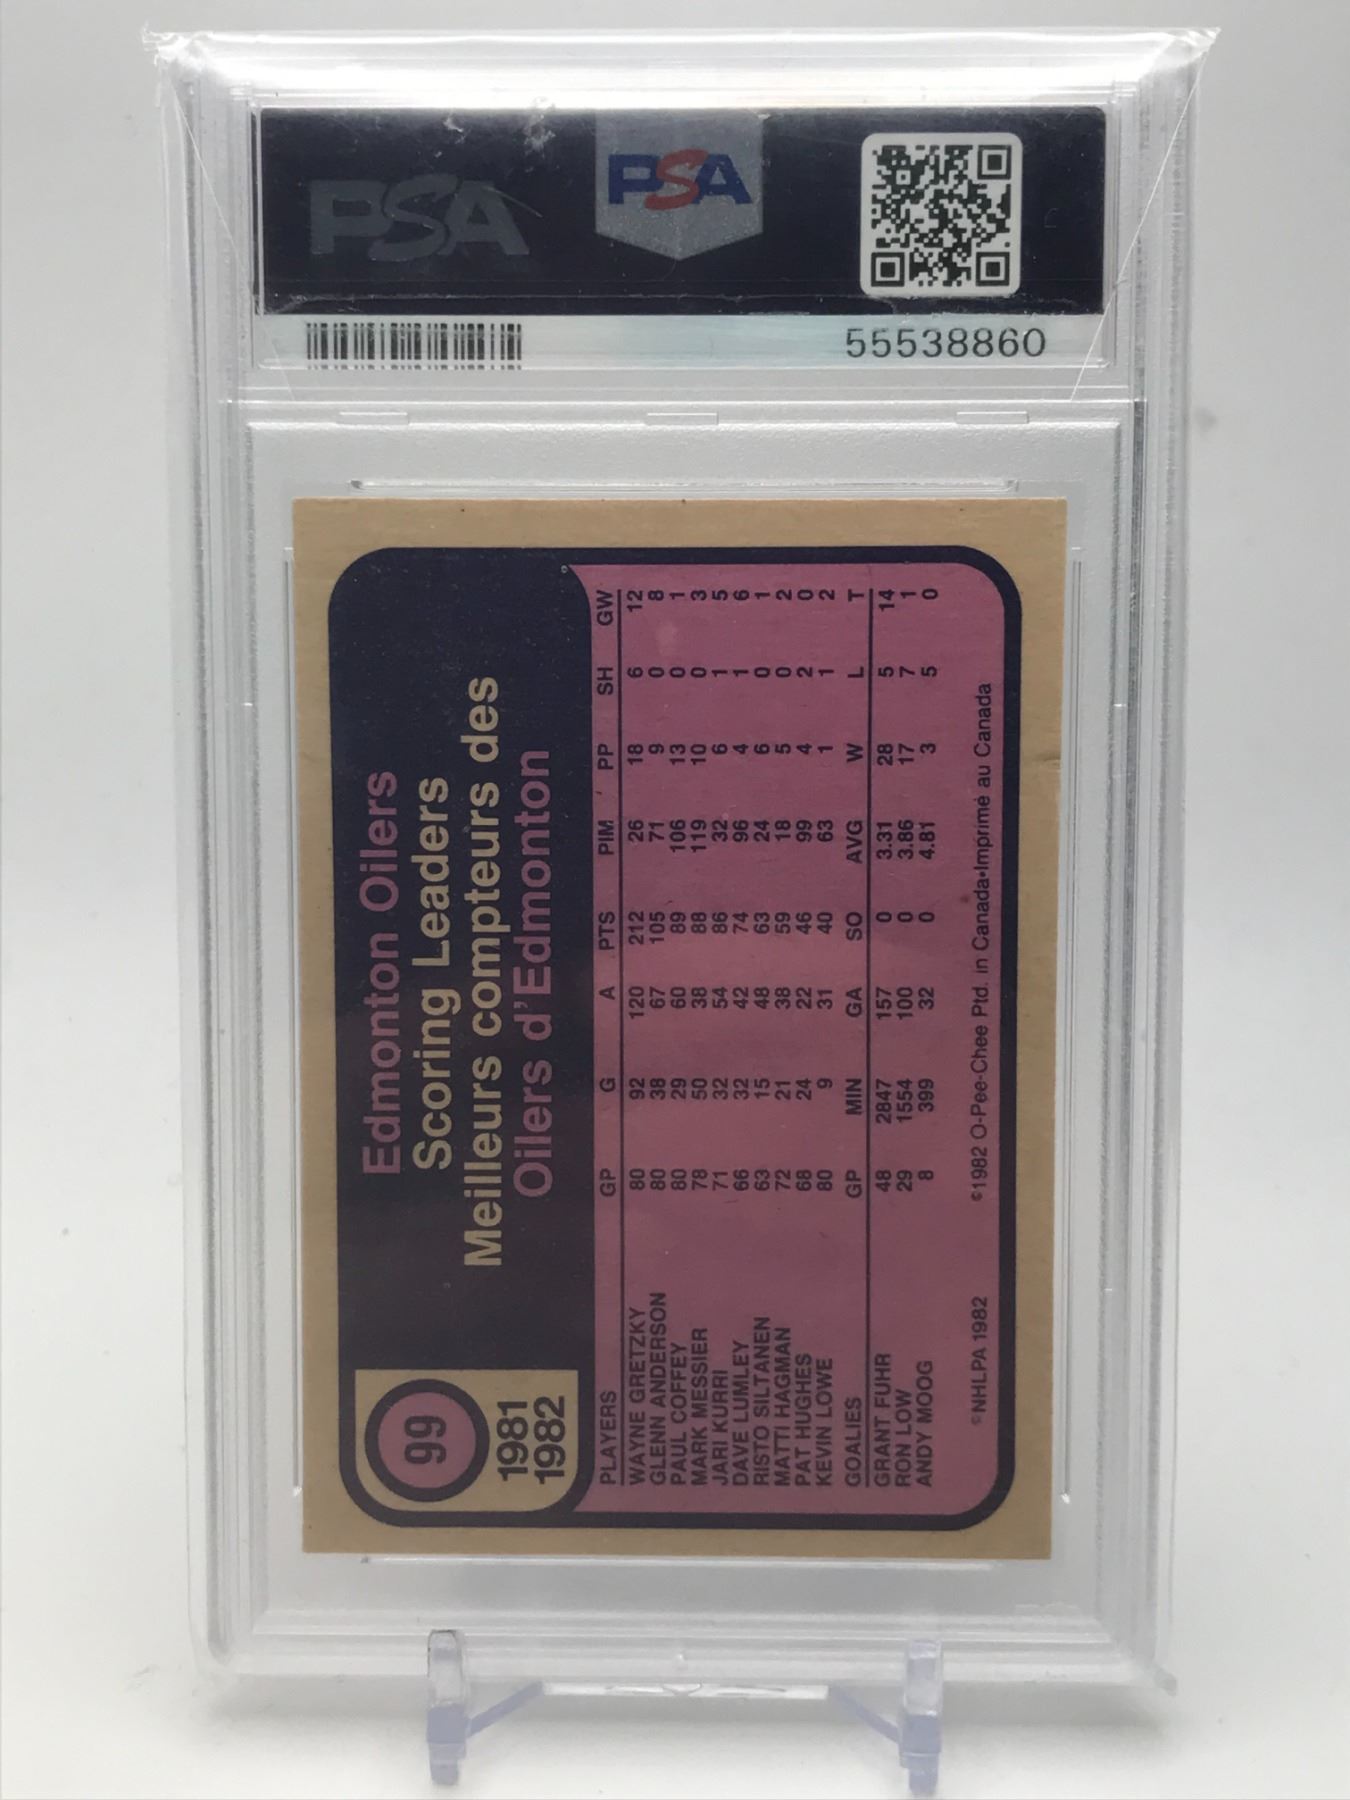 PSA
PSA
55538860
99
1981
1982
Edmonton Oilers
Scoring Leaders
Meilleurs compteurs des
Oilers d'Edmonton
PLAYERS GP G A PTS PIM PP SH GW
WAYNE GRETZKY 80 92 120 212 26 18 6 12
GLENN ANDERSON 80 38 67 105 71 9 0 8
PAUL COFFEY 80 29 60 89 106 13 0 1
MARK MESSIER 78 50 38 88 119 10 0 3
JARI KURRI 71 32 54 86 32 6 1 5
DAVE LUMLEY 66 32 42 74 96 4 1 6
RISTO SILTANEN 63 15 48 63 24 6 0 1
MATTI HAGMAN 72 21 38 59 18 5 0 2
PAT HUGHES 68 24 22 46 99 4 2 0
KEVIN LOWE 80 9 31 40 63 1 1 2
GOALIES GP MIN GA SO AVG W L T
GRANT FUHR 48 2847 157 0 3.31 28 5 14
RON LOW 29 1554 100 0 3.86 17 7 1
ANDY MOOG 8 399 32 0 4.81 3 5 0
©NHLPA 1982 ©1982 O-Pee-Chee Ptd. in Canada•Imprimé au Canada